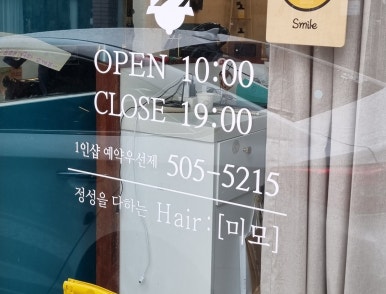 Smile
OPEN 10:00
CLOSE 19:00
1인샵 예약우선제 505-5215
정성을 다하는 Hair:[미모]